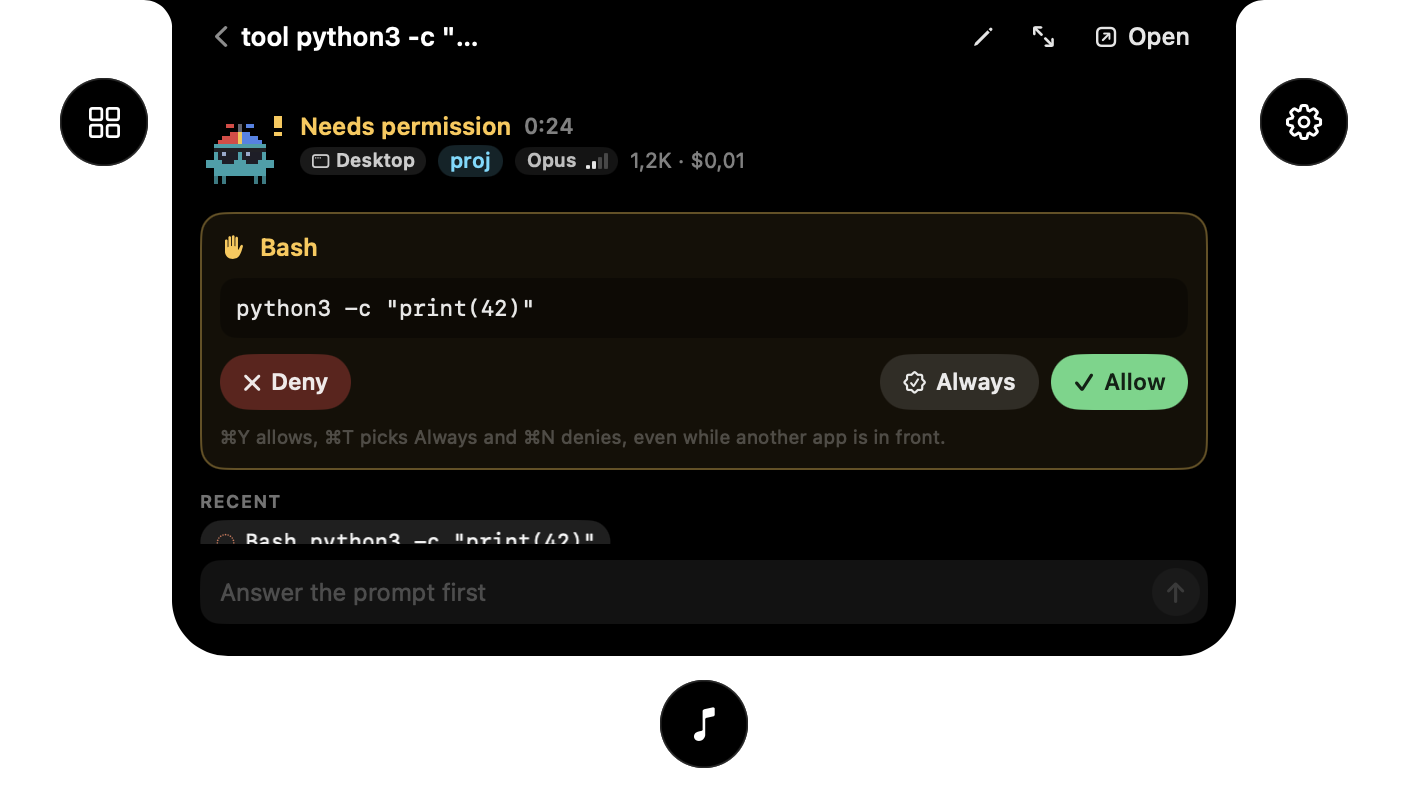 tool python3 -c "...
Open
Needs permission 0:24
Desktop proj Opus 1,2K · $0,01
Bash
python3 -c "print(42)"
Deny Always Allow
⌘Y allows, ⌘T picks Always and ⌘N denies, even while another app is in front.
RECENT
Bash python3 -c "print(42)"
Answer the prompt first